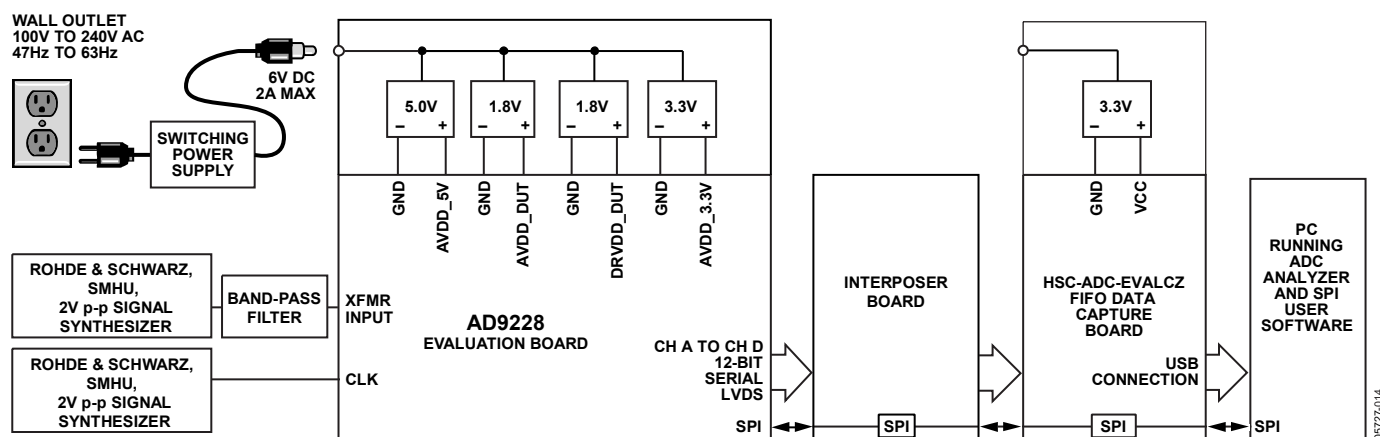 WALL OUTLET
100V TO 240V AC
47Hz TO 63Hz
6V DC
2A MAX
SWITCHING
POWER
SUPPLY
5.0V
– +
1.8V
– +
1.8V
– +
3.3V
– +
GND
AVDD_5V
GND
AVDD_DUT
GND
DRVDD_DUT
GND
AVDD_3.3V
3.3V
– +
GND
VCC
ROHDE & SCHWARZ,
SMHU,
2V p-p SIGNAL
SYNTHESIZER
BAND-PASS
FILTER
XFMR
INPUT
ROHDE & SCHWARZ,
SMHU,
2V p-p SIGNAL
SYNTHESIZER
CLK
AD9228
EVALUATION BOARD
CH A TO CH D
12-BIT
SERIAL
LVDS
SPI
INTERPOSER
BOARD
SPI
HSC-ADC-EVALCZ
FIFO DATA
CAPTURE
BOARD
USB
CONNECTION
SPI
PC
RUNNING
ADC
ANALYZER
AND SPI
USER
SOFTWARE
SPI
05727-014